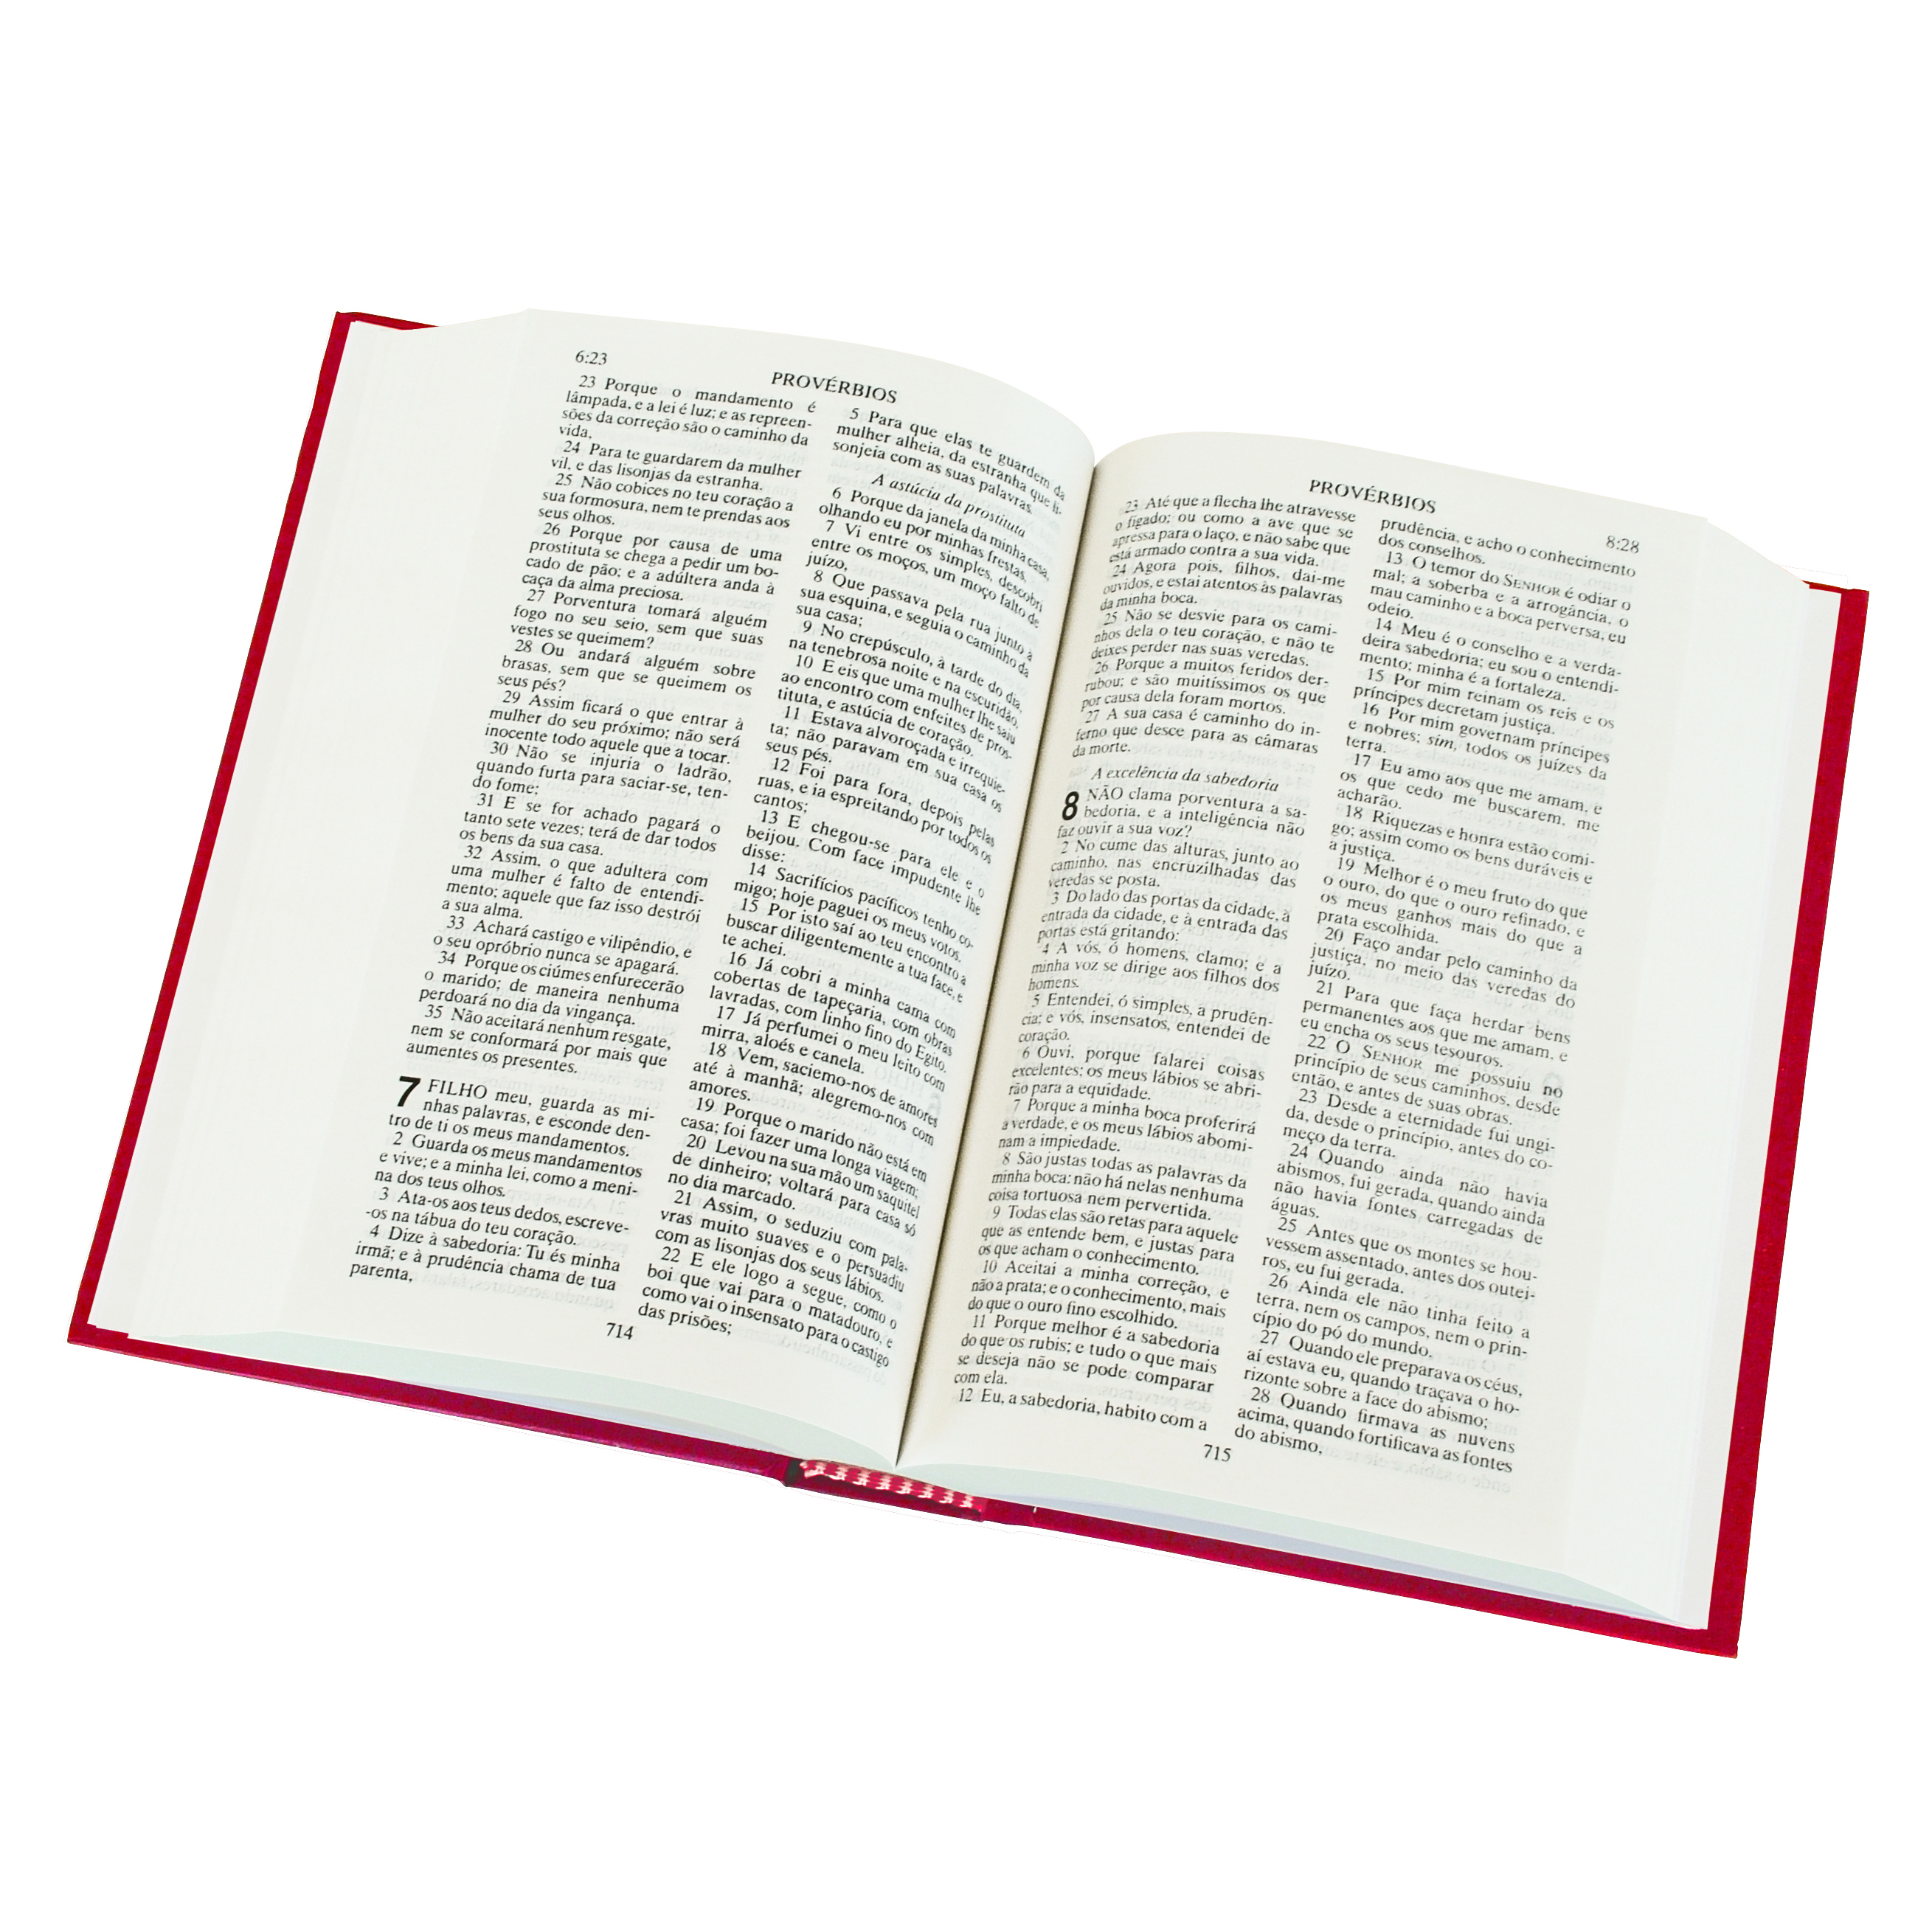 6:23
PROVÉRBIOS
23 Porque o mandamento é
lâmpada, e a lei é luz; e as repreen-
sões da correção são o caminho da
vida,
24 Para te guardarem da mulher
vil, e das lisonjas da estranha.
25 Não cobices no teu coração a
sua formosura, nem te prendas aos
seus olhos.
26 Porque por causa de uma
prostituta se chega a pedir um bo-
cado de pão; e a adúltera anda à
caça da alma preciosa.
27 Porventura tomará alguém
fogo no seu seio, sem que suas
vestes se queimem?
28 Ou andará alguém sobre
brasas, sem que se queimem os
seus pés?
29 Assim ficará o que entrar à
mulher do seu próximo; não será
inocente todo aquele que a tocar.
30 Não se injuria o ladrão,
quando furta para saciar-se, ten-
do fome;
31 E se for achado pagará o
tanto sete vezes; terá de dar todos
os bens da sua casa.
32 Assim, o que adultera com
uma mulher é falto de entendi-
mento; aquele que faz isso destrói
a sua alma.
33 Achará castigo e vilipêndio, e
o seu opróbrio nunca se apagará.
34 Porque os ciúmes enfurecerão
o marido; de maneira nenhuma
perdoará no dia da vingança.
35 Não aceitará nenhum resgate,
nem se conformará por mais que
aumentes os presentes.
7 FILHO meu, guarda as mi-
nhas palavras, e esconde den-
tro de ti os meus mandamentos.
2 Guarda os meus mandamentos
e vive; e a minha lei, como a meni-
na dos teus olhos.
3 Ata-os aos teus dedos, escreve-
-os na tábua do teu coração.
4 Dize à sabedoria: Tu és minha
irmã; e à prudência chama de tua
parenta,
5 Para que elas te guardem da
mulher alheia, da estranha que li-
sonjeia com as suas palavras.
A astúcia da prostituta
6 Porque da janela da minha casa,
olhando eu por minhas frestas,
7 Vi entre os simples, descobri
entre os moços, um moço falto de
juízo,
8 Que passava pela rua junto à
sua esquina, e seguia o caminho da
sua casa;
9 No crepúsculo, à tarde do dia,
na tenebrosa noite e na escuridão.
10 E eis que uma mulher lhe saiu
ao encontro com enfeites de pros-
tituta, e astúcia de coração.
11 Estava alvoroçada e irrequie-
ta; não paravam em sua casa os
seus pés.
12 Foi para fora, depois pelas
ruas, e ia espreitando por todos os
cantos;
13 E chegou-se para ele e o
beijou. Com face impudente lhe
disse:
14 Sacrifícios pacíficos tenho co-
migo; hoje paguei os meus votos.
15 Por isto saí ao teu encontro a
buscar diligentemente a tua face, e
te achei.
16 Já cobri a minha cama com
cobertas de tapeçaria, com obras
lavradas, com linho fino do Egito.
17 Já perfumei o meu leito com
mirra, aloés e canela.
18 Vem, saciemo-nos de amores
até à manhã; alegremo-nos com
amores.
19 Porque o marido não está em
casa; foi fazer uma longa viagem;
20 Levou na sua mão um saquitel
de dinheiro; voltará para casa só
no dia marcado.
21 Assim, o seduziu com pala-
vras muito suaves e o persuadiu
com as lisonjas dos seus lábios.
22 E ele logo a segue, como o
boi que vai para o matadouro, e
como vai o insensato para o castigo
das prisões;
714
PROVÉRBIOS
8:28
23 Até que a flecha lhe atravesse
o fígado; ou como a ave que se
apressa para o laço, e não sabe que
está armado contra a sua vida.
24 Agora pois, filhos, dai-me
ouvidos, e estai atentos às palavras
da minha boca.
25 Não se desvie para os cami-
nhos dela o teu coração, e não te
deixes perder nas suas veredas.
26 Porque a muitos feridos der-
rubou; e são muitíssimos os que
por causa dela foram mortos.
27 A sua casa é caminho do in-
ferno que desce para as câmaras
da morte.
A excelência da sabedoria
8 NÃO clama porventura a sa-
bedoria, e a inteligência não
faz ouvir a sua voz?
2 No cume das alturas, junto ao
caminho, nas encruzilhadas das
veredas se posta.
3 Do lado das portas da cidade, à
entrada da cidade, e à entrada das
portas está gritando:
4 A vós, ó homens, clamo; e a
minha voz se dirige aos filhos dos
homens.
5 Entendei, ó simples, a prudên-
cia; e vós, insensatos, entendei de
coração.
6 Ouvi, porque falarei coisas
excelentes; os meus lábios se abri-
rão para a equidade.
7 Porque a minha boca proferirá
a verdade, e os meus lábios abomi-
nam a impiedade.
8 São justas todas as palavras da
minha boca: não há nelas nenhuma
coisa tortuosa nem pervertida.
9 Todas elas são retas para aquele
que as entende bem, e justas para
os que acham o conhecimento.
10 Aceitai a minha correção, e
não a prata; e o conhecimento, mais
do que o ouro fino escolhido.
11 Porque melhor é a sabedoria
do que os rubis; e tudo o que mais
se deseja não se pode comparar
com ela.
12 Eu, a sabedoria, habito com a
prudência, e acho o conhecimento
dos conselhos.
13 O temor do SENHOR é odiar o
mal; a soberba e a arrogância, o
mau caminho e a boca perversa, eu
odeio.
14 Meu é o conselho e a verda-
deira sabedoria; eu sou o entendi-
mento; minha é a fortaleza.
15 Por mim reinam os reis e os
príncipes decretam justiça.
16 Por mim governam príncipes
e nobres; sim, todos os juízes da
terra.
17 Eu amo aos que me amam, e
os que cedo me buscarem, me
acharão.
18 Riquezas e honra estão comi-
go; assim como os bens duráveis e
a justiça.
19 Melhor é o meu fruto do que
o ouro, do que o ouro refinado, e
os meus ganhos mais do que a
prata escolhida.
20 Faço andar pelo caminho da
justiça, no meio das veredas do
juízo.
21 Para que faça herdar bens
permanentes aos que me amam, e
eu encha os seus tesouros.
22 O SENHOR me possuiu no
princípio de seus caminhos, desde
então, e antes de suas obras.
23 Desde a eternidade fui ungi-
da, desde o princípio, antes do co-
meço da terra.
24 Quando ainda não havia
abismos, fui gerada, quando ainda
não havia fontes carregadas de
águas.
25 Antes que os montes se hou-
vessem assentado, antes dos outei-
ros, eu fui gerada.
26 Ainda ele não tinha feito a
terra, nem os campos, nem o prin-
cípio do pó do mundo.
27 Quando ele preparava os céus,
aí estava eu, quando traçava o ho-
rizonte sobre a face do abismo;
28 Quando firmava as nuvens
acima, quando fortificava as fontes
do abismo,
715